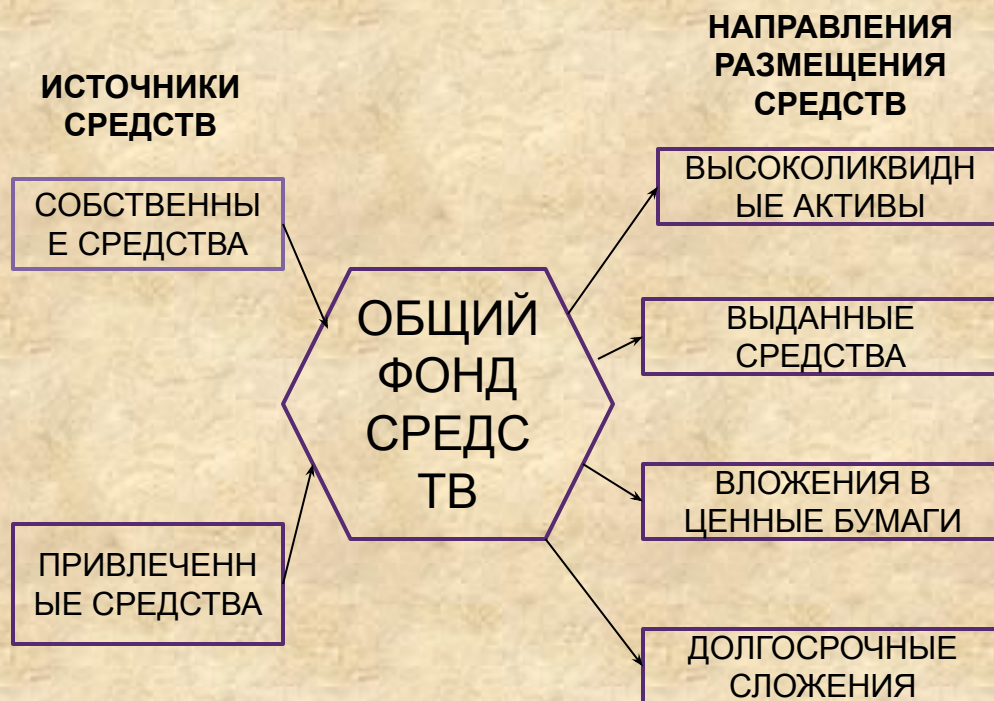 ИСТОЧНИКИ
СРЕДСТВ
НАПРАВЛЕНИЯ
РАЗМЕЩЕНИЯ
СРЕДСТВ
СОБСТВЕННЫ
Е СРЕДСТВА
ПРИВЛЕЧЕНН
ЫЕ СРЕДСТВА
ОБЩИЙ
ФОНД
СРЕДС
ТВ
ВЫСОКОЛИКВИДН
ЫЕ АКТИВЫ
ВЫДАННЫЕ
СРЕДСТВА
ВЛОЖЕНИЯ В
ЦЕННЫЕ БУМАГИ
ДОЛГОСРОЧНЫЕ
СЛОЖЕНИЯ